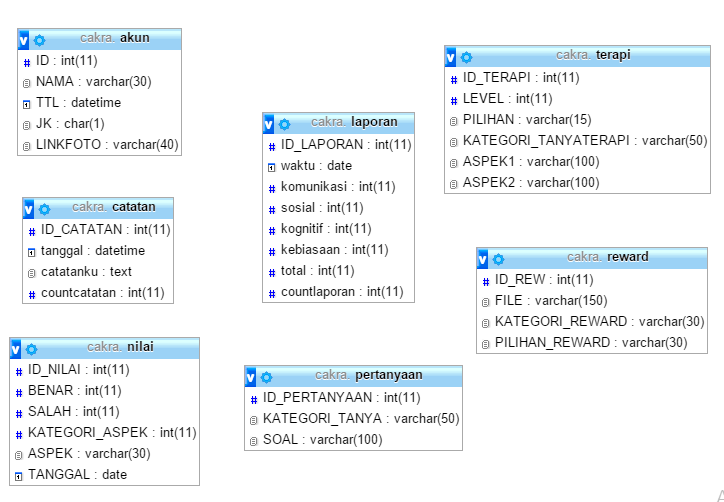 v cakra. akun
# ID : int(11)
NAMA : varchar(30)
TTL : datetime
JK : char(1)
LINKFOTO : varchar(40)
v cakra. terapi
# ID_TERAPI : int(11)
# LEVEL : int(11)
PILIHAN : varchar(15)
KATEGORI_TANYATERAPI : varchar(50)
ASPEK1 : varchar(100)
ASPEK2 : varchar(100)
v cakra. laporan
# ID_LAPORAN : int(11)
waktu : date
# komunikasi : int(11)
# sosial : int(11)
# kognitif : int(11)
# kebiasaan : int(11)
# total : int(11)
# countlaporan : int(11)
v cakra. catatan
# ID_CATATAN : int(11)
tanggal : datetime
catatanku : text
# countcatatan : int(11)
v cakra. reward
# ID_REW : int(11)
FILE : varchar(150)
KATEGORI_REWARD : varchar(30)
PILIHAN_REWARD : varchar(30)
v cakra. nilai
# ID_NILAI : int(11)
# BENAR : int(11)
# SALAH : int(11)
# KATEGORI_ASPEK : int(11)
ASPEK : varchar(30)
TANGGAL : date
v cakra. pertanyaan
# ID_PERTANYAAN : int(11)
KATEGORI_TANYA : varchar(50)
SOAL : varchar(100)